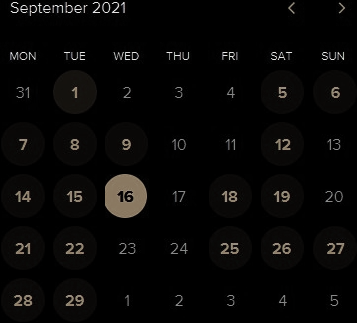 September 2021
MON TUE WED THU FRI SAT SUN
31 1 2 3 4 5 6
7 8 9 10 11 12 13
14 15 16 17 18 19 20
21 22 23 24 25 26 27
28 29 1 2 3 4 5